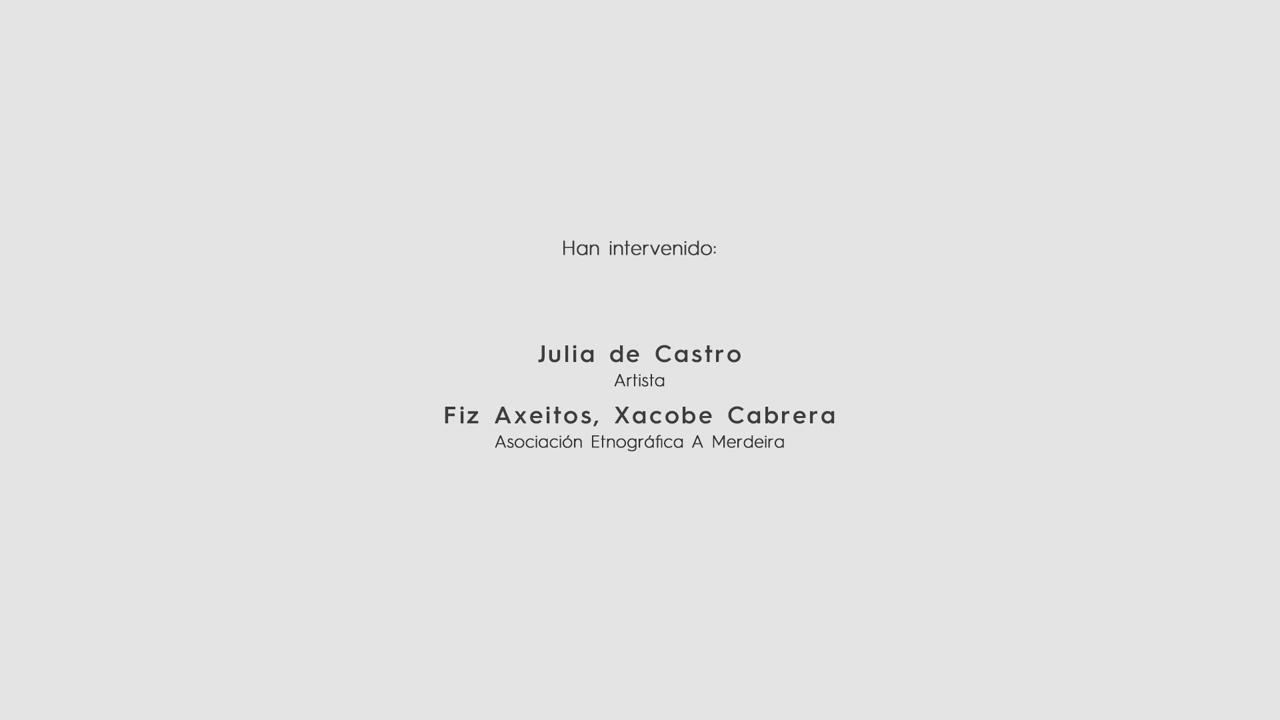 Han intervenido:
Julia de Castro
Artista
Fiz Axeitos, Xacobe Cabrera
Asociación Etnográfica A Merdeira